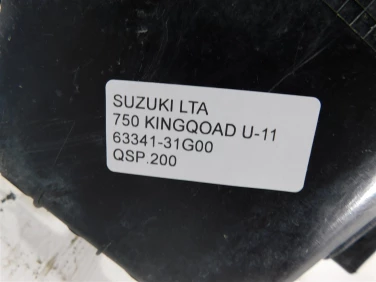 SUZUKI LTA
750 KINGQOAD U-11
63341-31G00
QSP.200